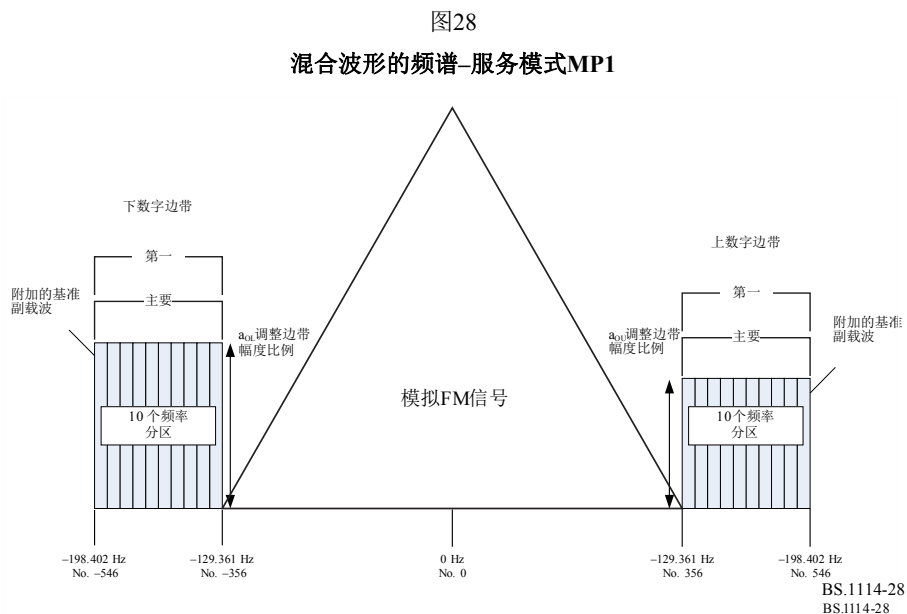 图28
混合波形的频谱–服务模式MP1
下数字边带
上数字边带
第一
第一
附加的基准
副载波
主要
主要
附加的基准
副载波
a0L调整边带
幅度比例
a0U调整边带
幅度比例
模拟FM信号
10个频率
分区
10个频率
分区
–198.402 Hz
No. –546
–129.361 Hz
No. –356
0 Hz
No. 0
–129.361 Hz
No. 356
–198.402 Hz
No. 546
BS.1114-28
BS.1114-28